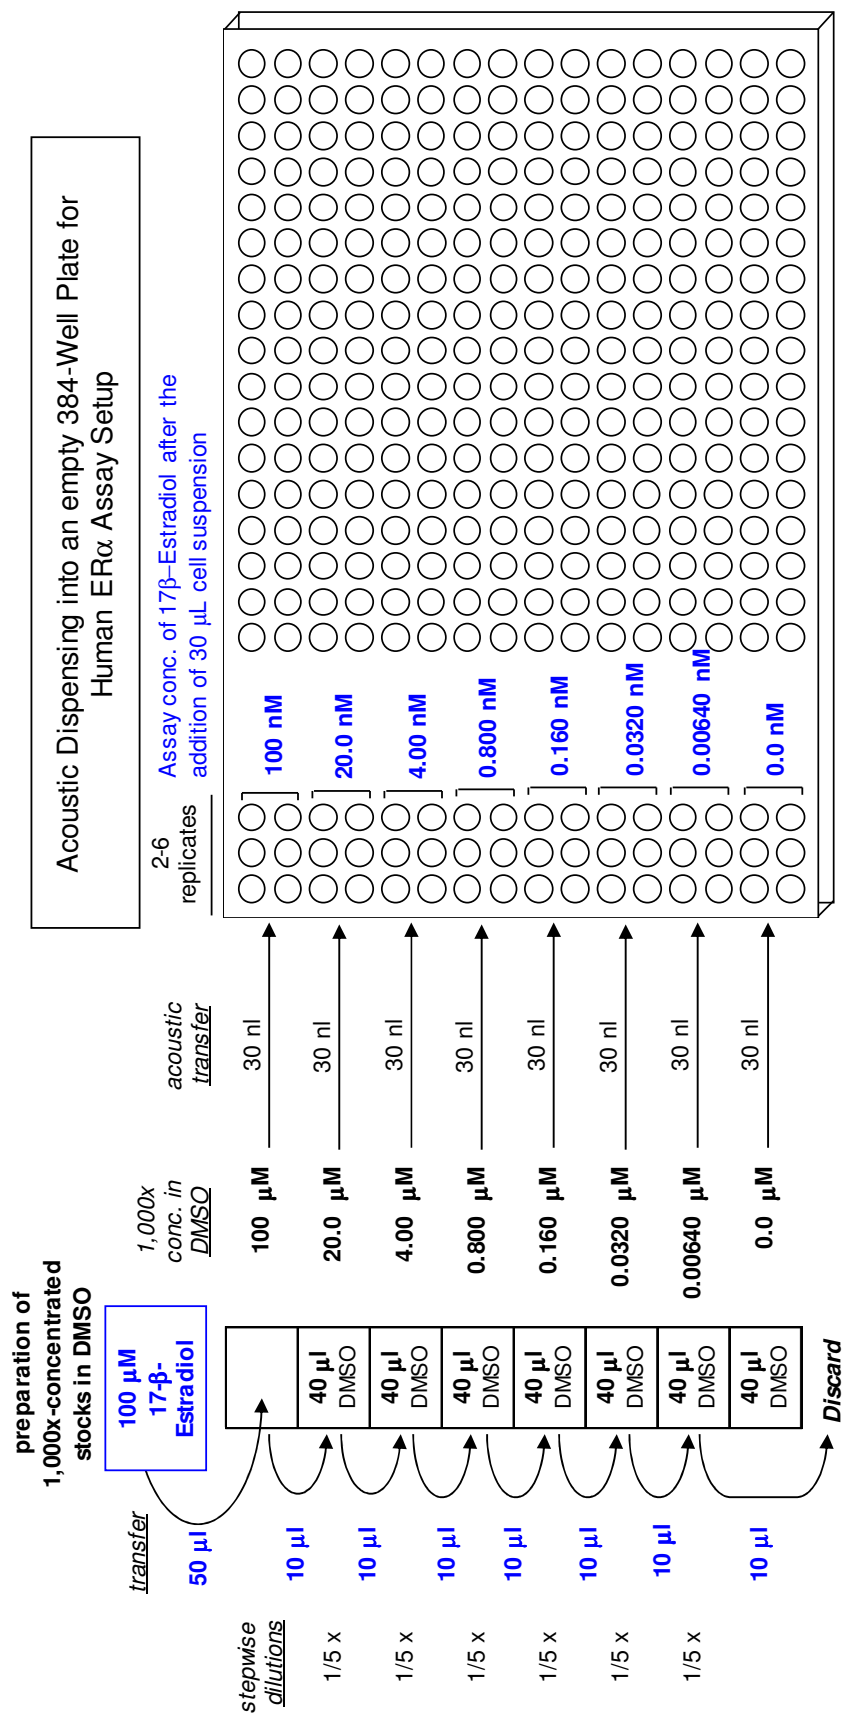 Acoustic Dispensing into an empty 384-Well Plate for
Human ERα Assay Setup
preparation of
1,000x-concentrated
stocks in DMSO
100 µM
17-β-
Estradiol
transfer
50 µl
stepwise
dilutions
1,000x
conc. in
DMSO
acoustic
transfer
2-6
replicates
Assay conc. of 17β–Estradiol after the
addition of 30 µL cell suspension
100 µM
30 nl
100 nM
10 µl
1/5 x
40 µl
DMSO
20.0 µM
30 nl
20.0 nM
10 µl
1/5 x
40 µl
DMSO
4.00 µM
30 nl
4.00 nM
10 µl
1/5 x
40 µl
DMSO
0.800 µM
30 nl
0.800 nM
10 µl
1/5 x
40 µl
DMSO
0.160 µM
30 nl
0.160 nM
10 µl
1/5 x
40 µl
DMSO
0.0320 µM
30 nl
0.0320 nM
10 µl
1/5 x
40 µl
DMSO
0.00640 µM
30 nl
0.00640 nM
10 µl
40 µl
DMSO
0.0 µM
30 nl
0.0 nM
Discard